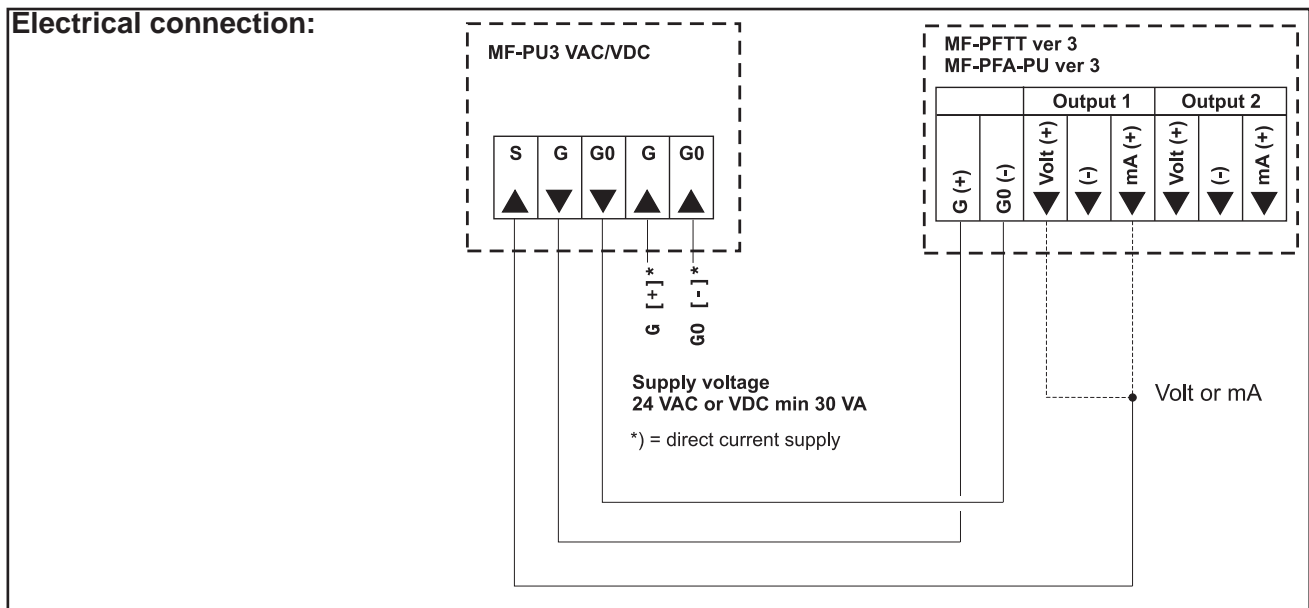 Electrical connection:
MF-PU3 VAC/VDC
S G G0 G G0
G [+]*
G0 [-]*
Supply voltage
24 VAC or VDC min 30 VA
*) = direct current supply
MF-PFTT ver 3
MF-PFA-PU ver 3
Output 1 Output 2
G (+) G0 (-) Volt (+) (-) mA (+) Volt (+) (-) mA (+)
Volt or mA